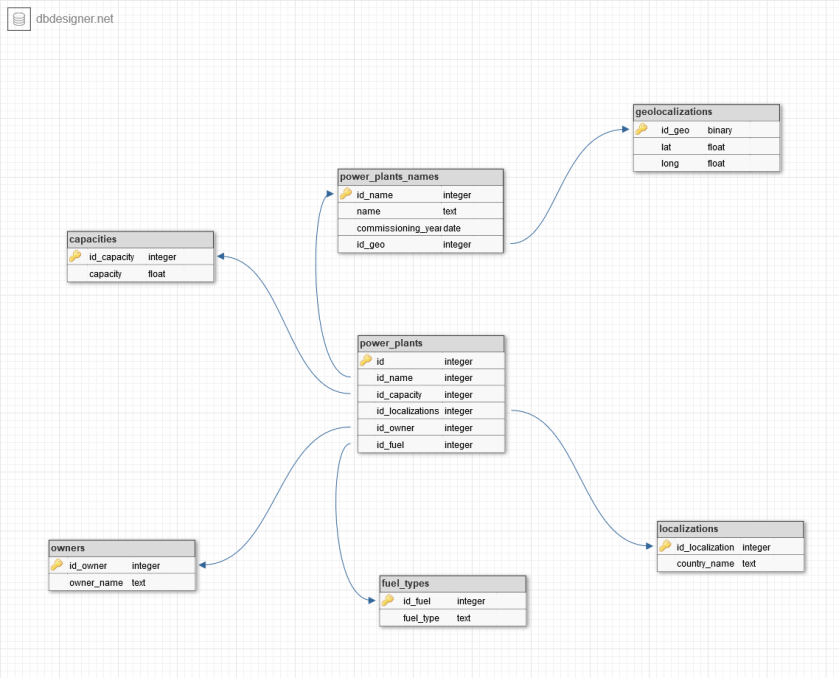 dbdesigner.net
geolocalizations
id_geo binary
lat float
long float
power_plants_names
id_name integer
name text
commissioning_year date
id_geo integer
capacities
id_capacity integer
capacity float
power_plants
id integer
id_name integer
id_capacity integer
id_localizations integer
id_owner integer
id_fuel integer
localizations
id_localization integer
country_name text
owners
id_owner integer
owner_name text
fuel_types
id_fuel integer
fuel_type text